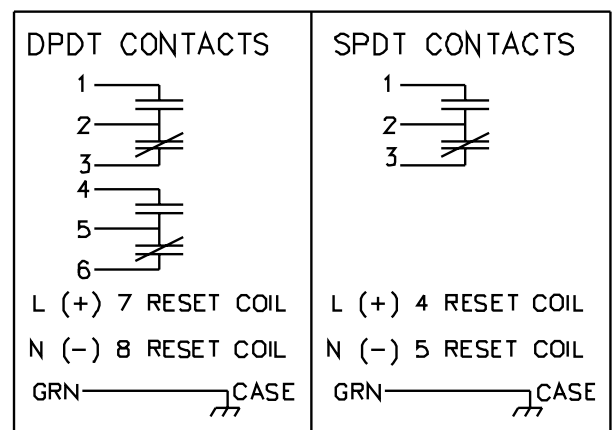 DPDT CONTACTS
1
2
3
4
5
6
L (+) 7 RESET COIL
N (-) 8 RESET COIL
GRN CASE
SPDT CONTACTS
1
2
3
L (+) 4 RESET COIL
N (-) 5 RESET COIL
GRN CASE